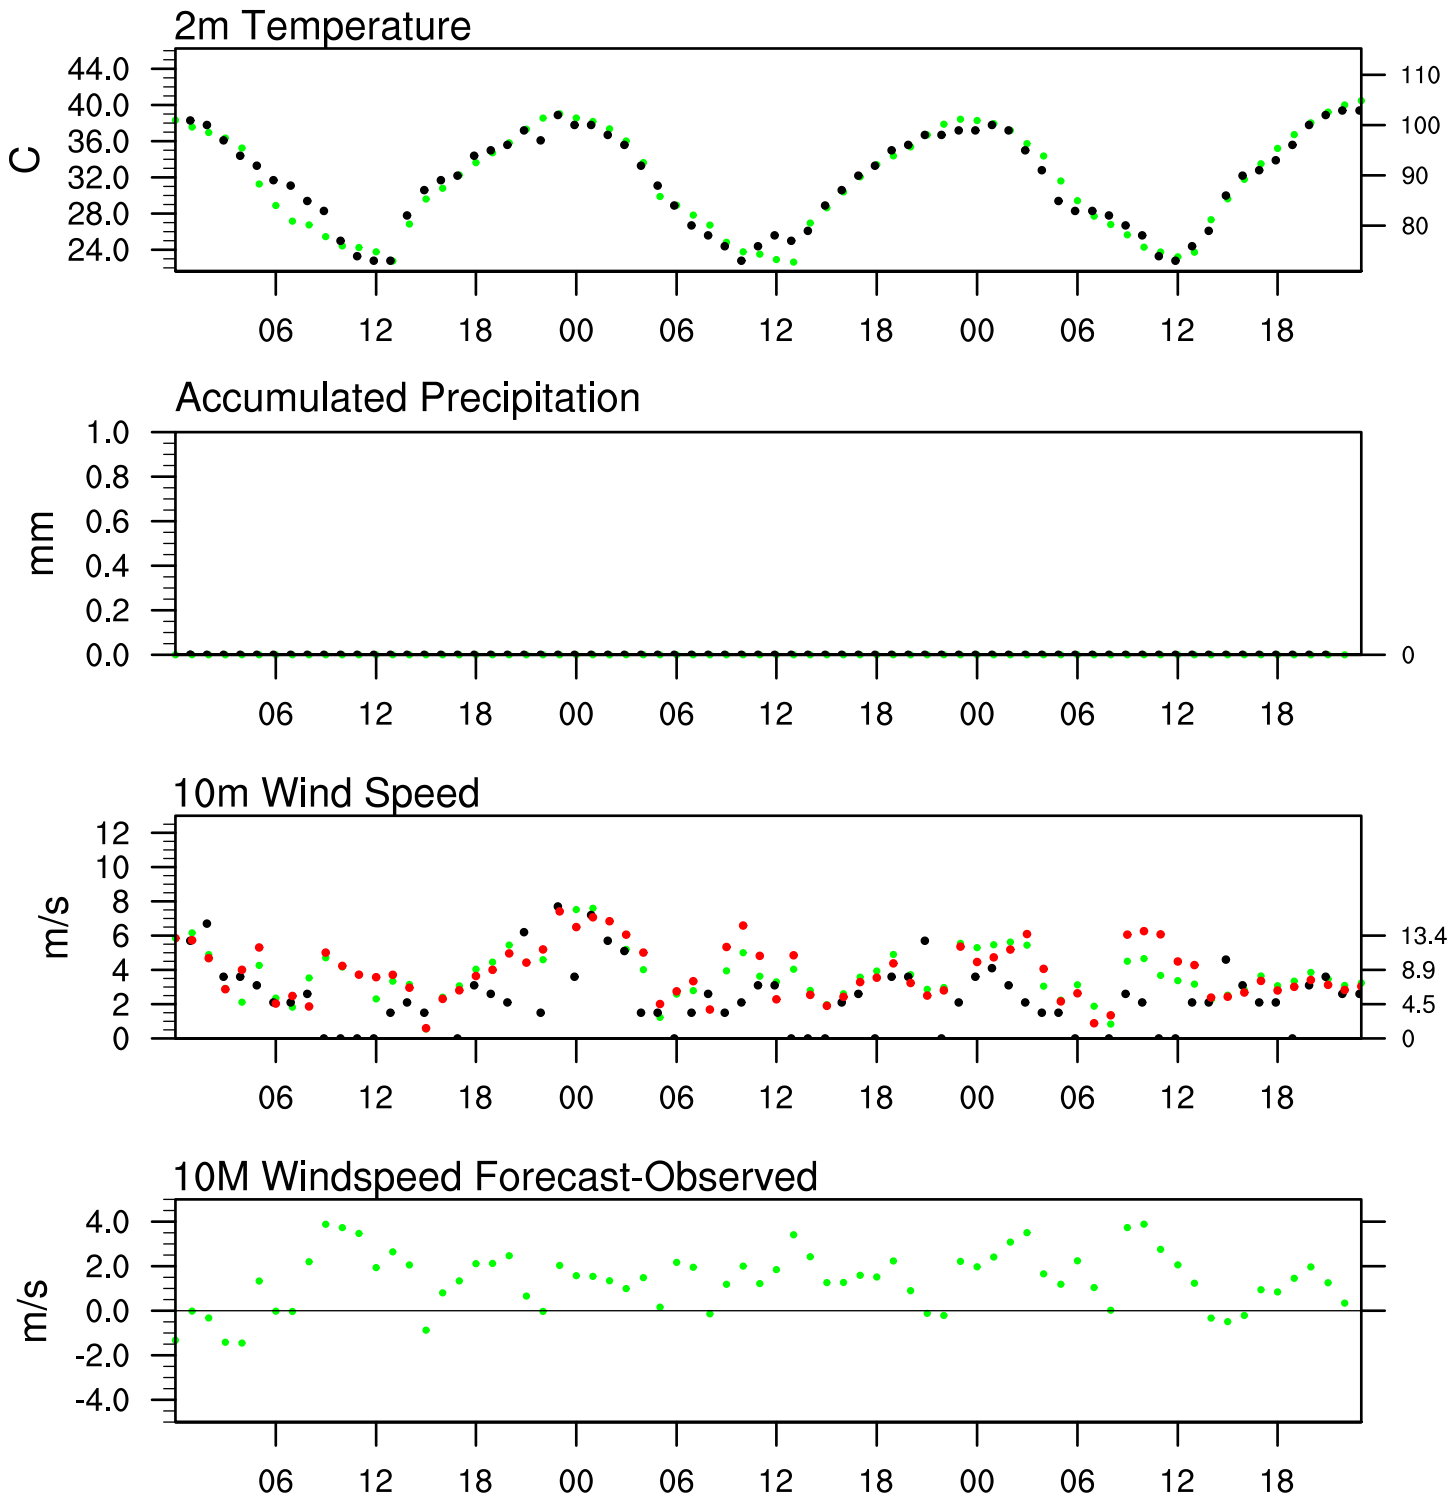 2m Temperature
44.0
40.0
36.0
32.0
28.0
24.0
C
110
100
90
80
06 12 18 00 06 12 18 00 06 12 18
Accumulated Precipitation
1.0
0.8
0.6
0.4
0.2
0.0
mm
0
06 12 18 00 06 12 18 00 06 12 18
10m Wind Speed
12
10
8
6
4
2
0
m/s
13.4
8.9
4.5
0
06 12 18 00 06 12 18 00 06 12 18
10M Windspeed Forecast-Observed
4.0
2.0
0.0
-2.0
-4.0
m/s
06 12 18 00 06 12 18 00 06 12 18